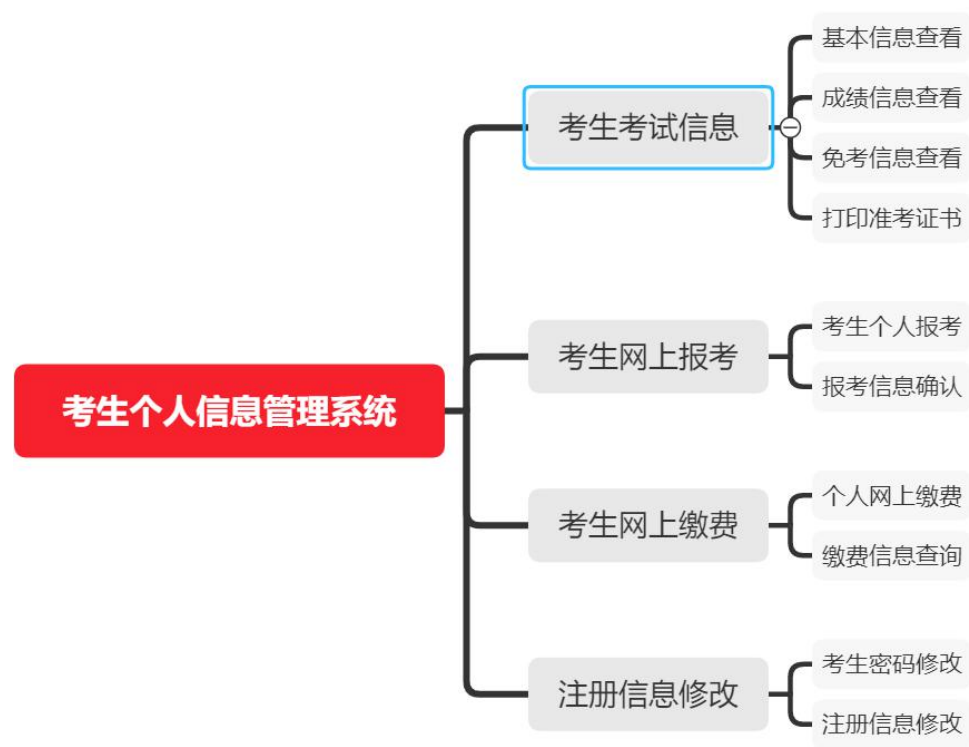 考生个人信息管理系统
考生考试信息
基本信息查看
成绩信息查看
免考信息查看
打印准考证书
考生网上报考
考生个人报考
报考信息确认
考生网上缴费
个人网上缴费
缴费信息查询
注册信息修改
考生密码修改
注册信息修改